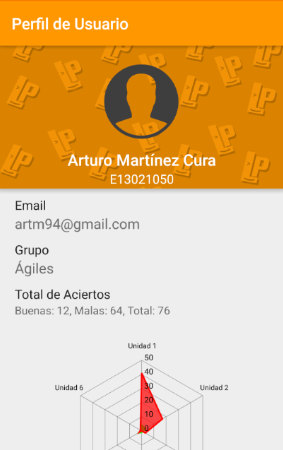 Perfil de Usuario
Arturo Martínez Cura
E13021050
Email
artm94@gmail.com
Grupo
Ágiles
Total de Aciertos
Buenas: 12, Malas: 64, Total: 76
Unidad 1
50
40
Unidad 6
Unidad 2
30
20
10
0